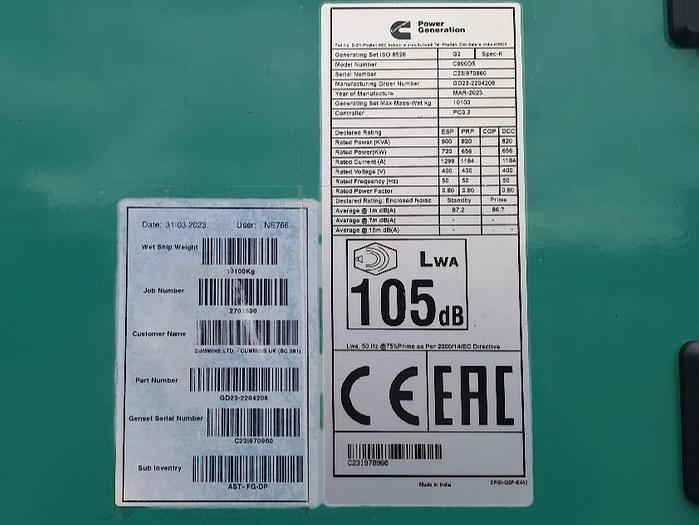 Power
Generation
Generating Set ISO 8528 G2 Spec-K
Model Number C900D5
Serial Number C23I970960
Manufacturing Order Number GD23-2204208
Year of Manufacture MAR-2023
Generating Set Max Mass-Wet kg 10100
Controller PC3.3
Declared Rating ESP PRP COP DCC
Rated Power (KVA) 900 820 820
Rated Power(KW) 720 656 656
Rated Current (A) 1299 1184 1184
Rated Voltage (V) 400 400 400
Rated Frequency (Hz) 50 50 50
Rated Power Factor 0.80 0.80 0.80
Declared Rating: Enclosed Noise Standby Prime
Average @ 1m dB(A) 87.2 86.7
Average @ 7m dB(A) - -
Average @ 15m dB(A) - -
LWA
105dB
Lwa, 50 Hz @75%Prime as Per 2000/14/EC Directive
CE EAC
C23I970960
Made in India
Date: 31-03-2023 User: NE766
Wet Ship Weight
10100Kg
Job Number
Customer Name
CUMMINS LTD. - CUMMINS UK (BC 281)
Part Number
GD23-2204208
Genset Serial Number
C23I970960
Sub Inventry
AST- FG-DP